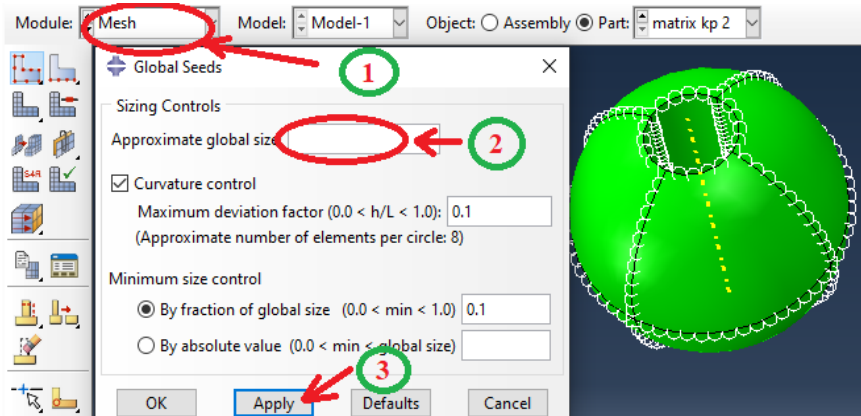 Module: Mesh Model: Model-1 Object: Assembly Part: matrix kp 2
Global Seeds
1
Sizing Controls
Approximate global size
2
Curvature control
Maximum deviation factor (0.0 < h/L < 1.0): 0.1
(Approximate number of elements per circle: 8)
S4R
Minimum size control
By fraction of global size (0.0 < min < 1.0) 0.1
By absolute value (0.0 < min < global size)
3
OK Apply Defaults Cancel